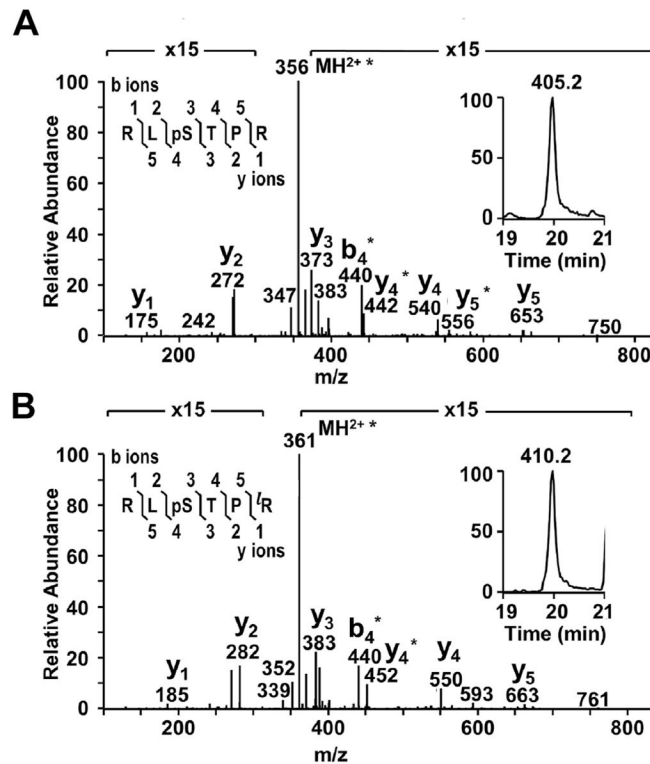 A
x15
x15
356 MH2+ *
b ions
1 2 3 4 5
R L pS T P R
5 4 3 2 1
y ions
Relative Abundance
100
80
60
40
20
0
y1
175
242
y2
272
347
y3
373
383
b4*
440
y4*
442
y4
540
y5*
556
y5
653
750
200
400
600
800
m/z
405.2
100
50
0
19
20
21
Time (min)
B
x15
x15
361
MH2+ *
b ions
1 2 3 4 5
R L pS T P lR
5 4 3 2 1
y ions
Relative Abundance
100
80
60
40
20
0
y1
185
y2
282
352
339
y3
383
b4*
440
y4*
452
y4
550
593
y5
663
761
200
400
600
800
m/z
410.2
100
50
0
19
20
21
Time (min)